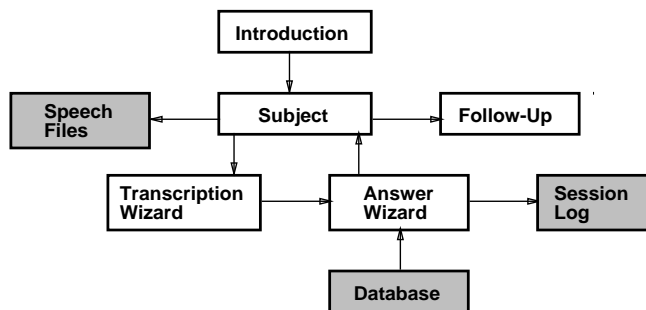 Introduction
Speech
Files
Subject
Follow-Up
Transcription
Wizard
Answer
Wizard
Session
Log
Database